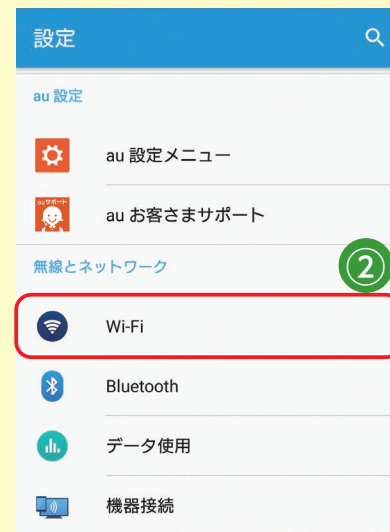 設定
au 設定
au 設定メニュー
auサポート
au お客さまサポート
無線とネットワーク
②
Wi-Fi
Bluetooth
データ使用
機器接続